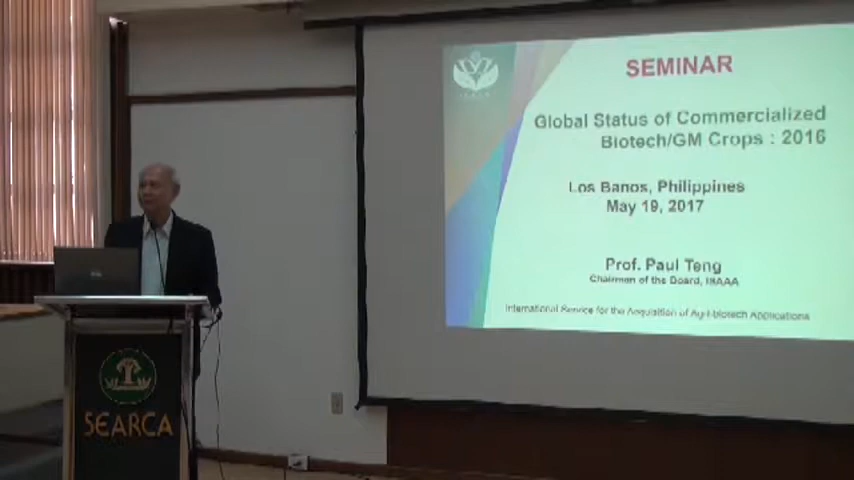 SEMINAR
Global Status of Commercialized
Biotech/GM Crops : 2016
Los Banos, Philippines
May 19, 2017
Prof. Paul Teng
Chairman of the Board, ISAAA
International Service for the Acquisition of Agri-biotech Applications
SEARCA